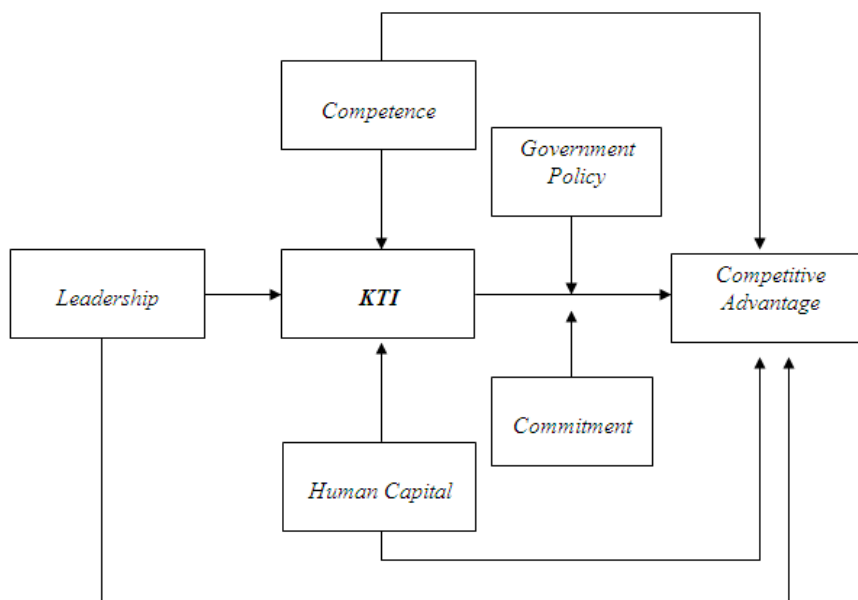 Competence
Government
Policy
Leadership
KTI
Competitive
Advantage
Commitment
Human Capital